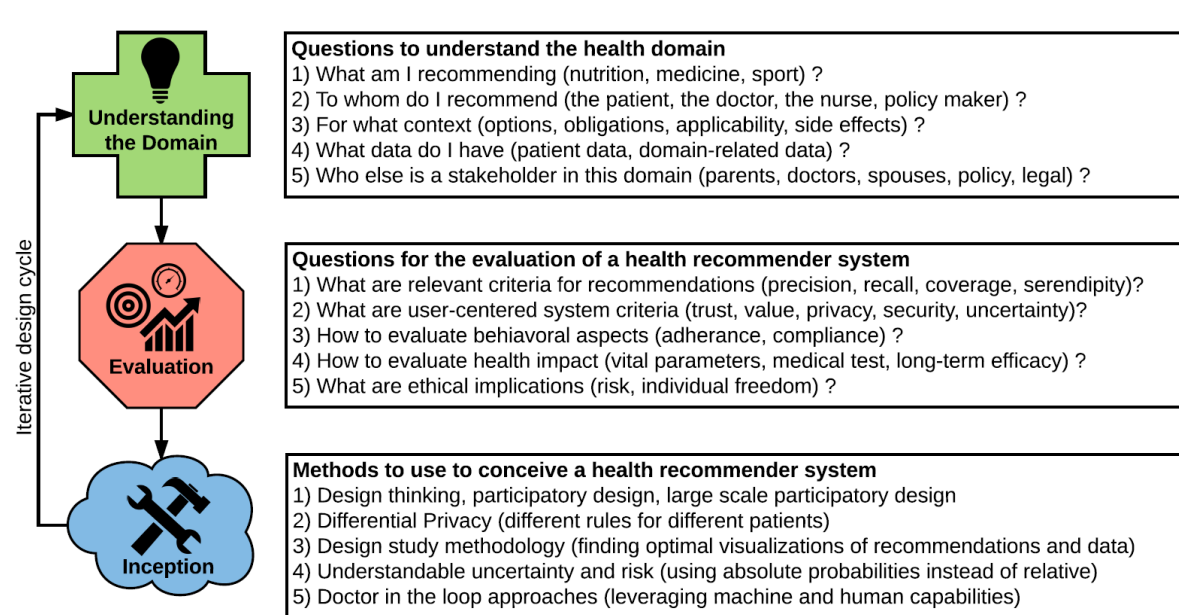 Understanding
the Domain
Questions to understand the health domain
1) What am I recommending (nutrition, medicine, sport) ?
2) To whom do I recommend (the patient, the doctor, the nurse, policy maker) ?
3) For what context (options, obligations, applicability, side effects) ?
4) What data do I have (patient data, domain-related data) ?
5) Who else is a stakeholder in this domain (parents, doctors, spouses, policy, legal) ?
Iterative design cycle
Evaluation
Questions for the evaluation of a health recommender system
1) What are relevant criteria for recommendations (precision, recall, coverage, serendipity)?
2) What are user-centered system criteria (trust, value, privacy, security, uncertainty)?
3) How to evaluate behiavoral aspects (adherance, compliance) ?
4) How to evaluate health impact (vital parameters, medical test, long-term efficacy) ?
5) What are ethical implications (risk, individual freedom) ?
Inception
Methods to use to conceive a health recommender system
1) Design thinking, participatory design, large scale participatory design
2) Differential Privacy (different rules for different patients)
3) Design study methodology (finding optimal visualizations of recommendations and data)
4) Understandable uncertainty and risk (using absolute probabilities instead of relative)
5) Doctor in the loop approaches (leveraging machine and human capabilities)